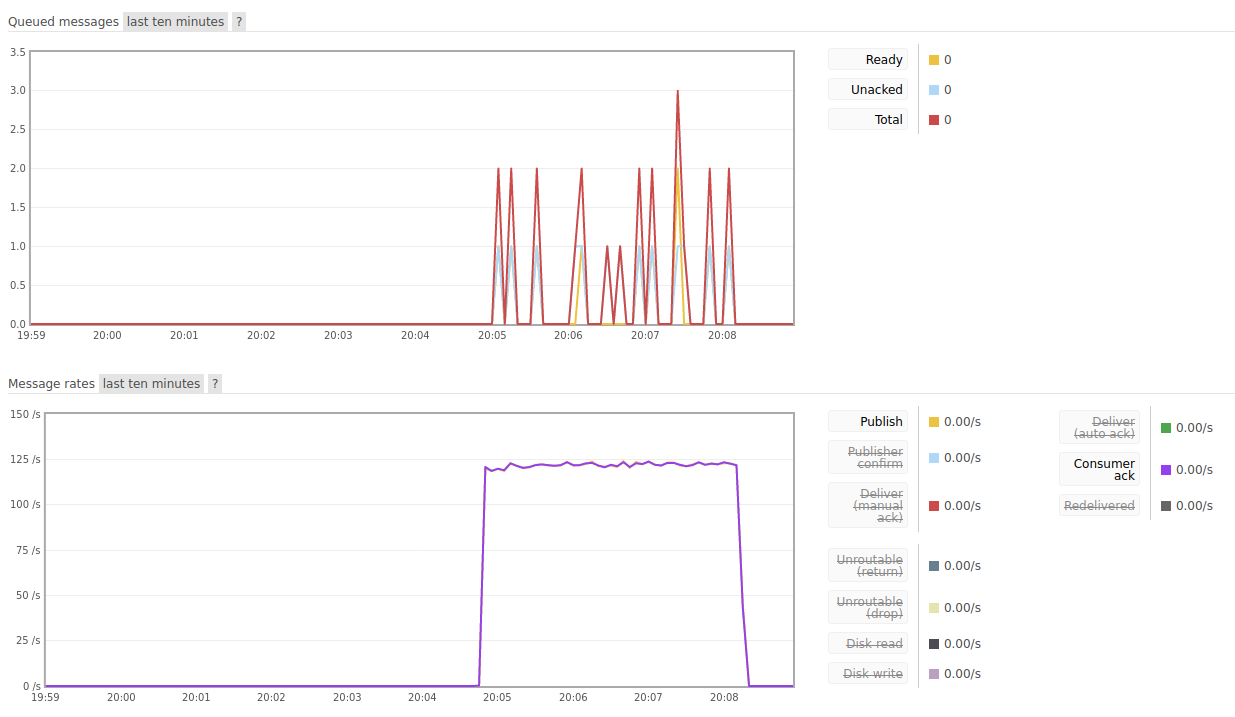 Queued messages last ten minutes ?
3.5
3.0
2.5
2.0
1.5
1.0
0.5
0.0
19:59 20:00 20:01 20:02 20:03 20:04 20:05 20:06 20:07 20:08
Ready 0
Unacked 0
Total 0
Message rates last ten minutes ?
150 /s
125 /s
100 /s
75 /s
50 /s
25 /s
0 /s
19:59 20:00 20:01 20:02 20:03 20:04 20:05 20:06 20:07 20:08
Publish 0.00/s
Publisher
confirm 0.00/s
Deliver
(manual
ack) 0.00/s
Deliver
(auto ack) 0.00/s
Consumer
ack 0.00/s
Redelivered 0.00/s
Unroutable
(return) 0.00/s
Unroutable
(drop) 0.00/s
Disk read 0.00/s
Disk write 0.00/s